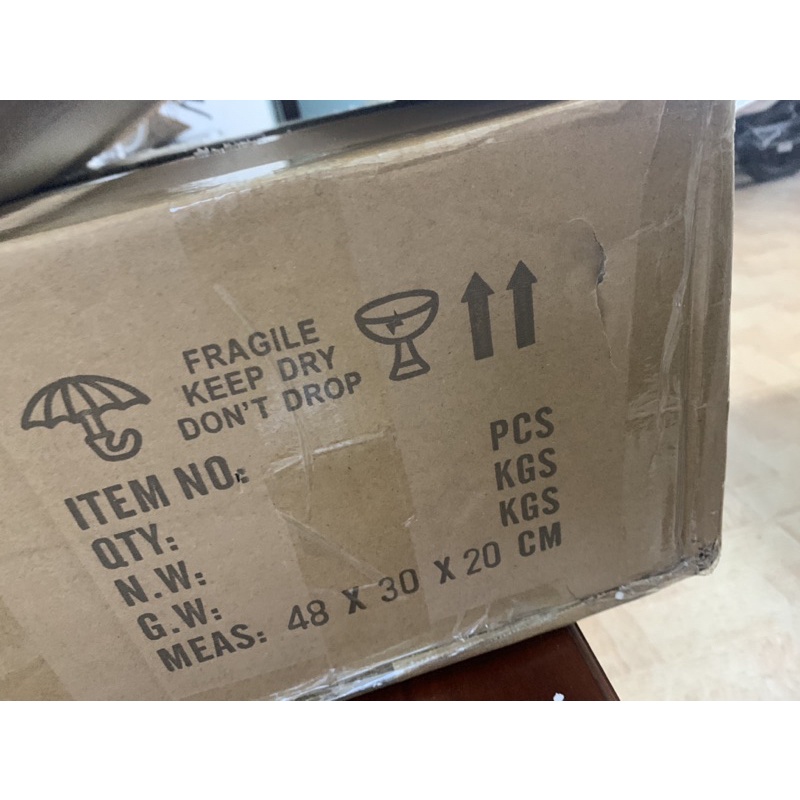 FRAGILE
KEEP DRY
DON'T DROP
ITEM NO:
QTY: PCS
N.W: KGS
G.W: KGS
MEAS: 48 X 30 X 20 CM